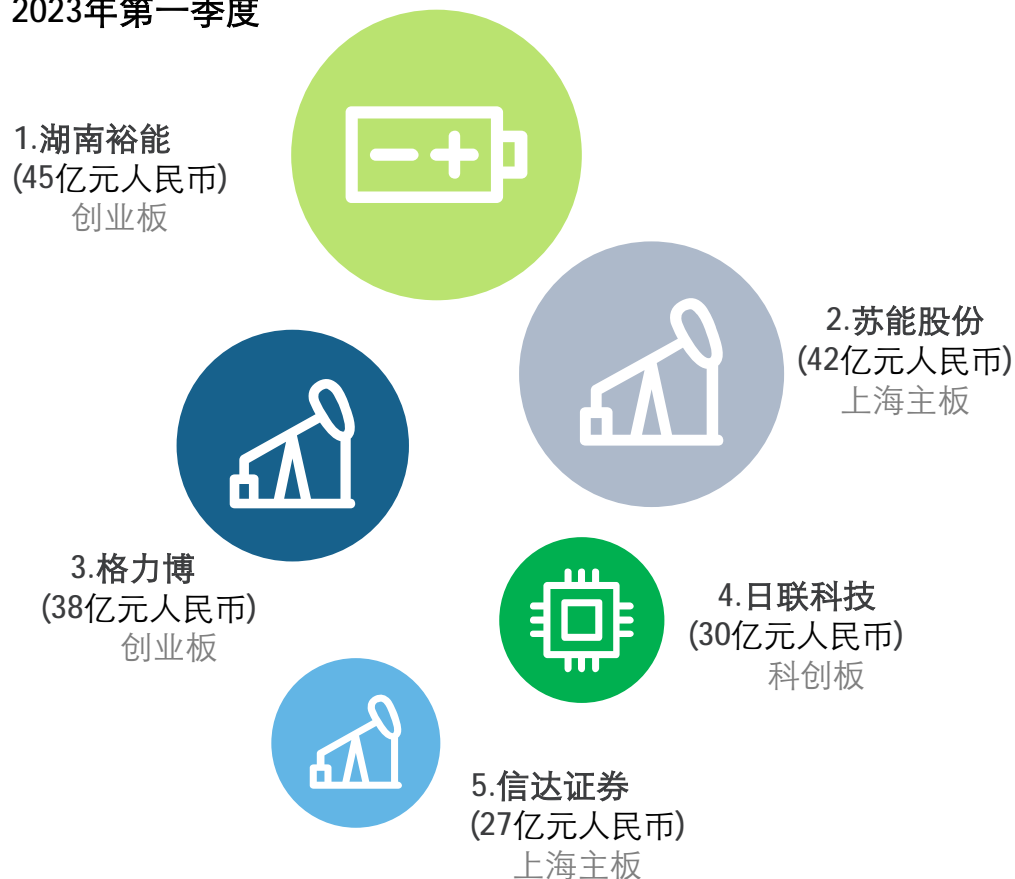 2023年第一季度
1.湖南裕能
(45亿元人民币)
创业板
2.苏能股份
(42亿元人民币)
上海主板
3.格力博
(38亿元人民币)
创业板
4.日联科技
(30亿元人民币)
科创板
5.信达证券
(27亿元人民币)
上海主板